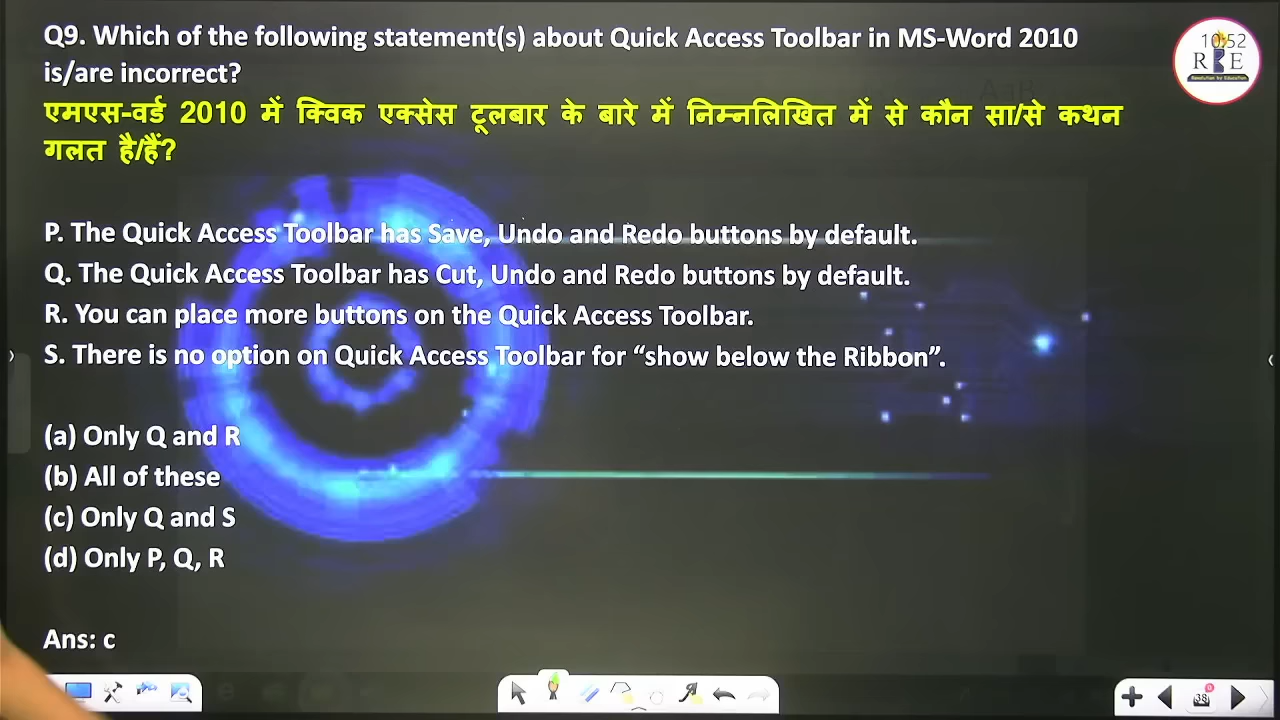 Q9. Which of the following statement(s) about Quick Access Toolbar in MS-Word 2010
is/are incorrect?
एमएस-वर्ड 2010 में क्विक एक्सेस टूलबार के बारे में निम्नलिखित में से कौन सा/से कथन
गलत है/हैं?
P. The Quick Access Toolbar has Save, Undo and Redo buttons by default.
Q. The Quick Access Toolbar has Cut, Undo and Redo buttons by default.
R. You can place more buttons on the Quick Access Toolbar.
S. There is no option on Quick Access Toolbar for “show below the Ribbon”.
(a) Only Q and R
(b) All of these
(c) Only Q and S
(d) Only P, Q, R
Ans: c
10:52
R E
Revolution by Education
38